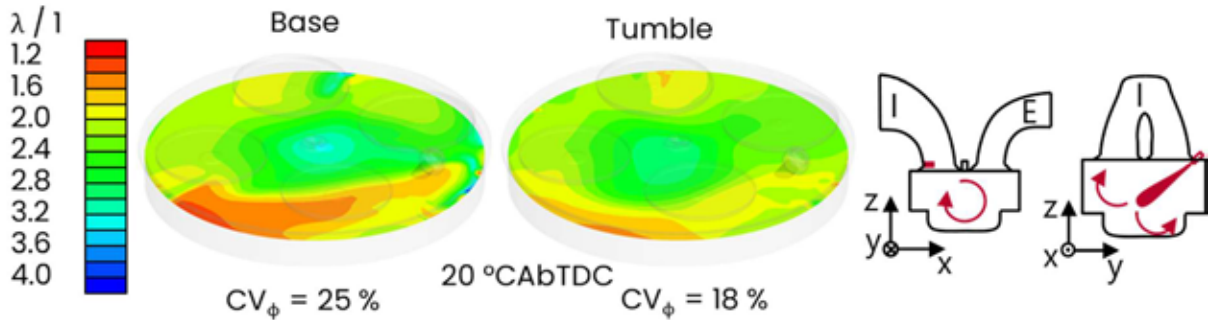 λ / 1
1.2
1.6
2.0
2.4
2.8
3.2
3.6
4.0
Base
Tumble
20 °CAbTDC
CVϕ = 25 %
CVϕ = 18 %
I
E
z
y
x
I
z
x
y